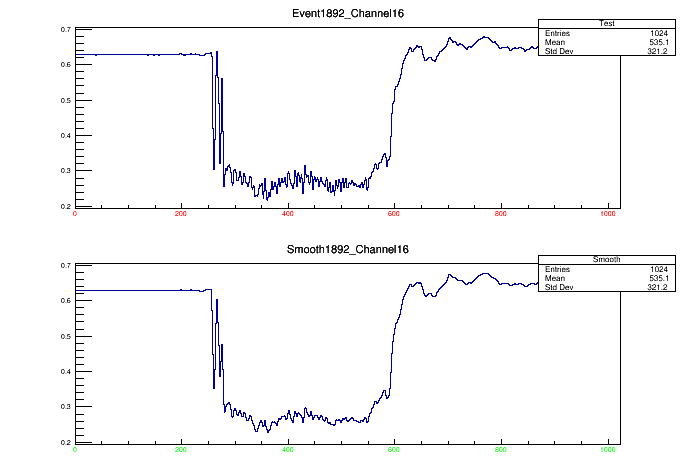 Event1892_Channel16
Test
Entries 1024
Mean 535.1
Std Dev 321.2
0.7
0.6
0.5
0.4
0.3
0.2
0 200 400 600 800 1000
Smooth1892_Channel16
Smooth
Entries 1024
Mean 535.1
Std Dev 321.2
0.7
0.6
0.5
0.4
0.3
0.2
0 200 400 600 800 1000